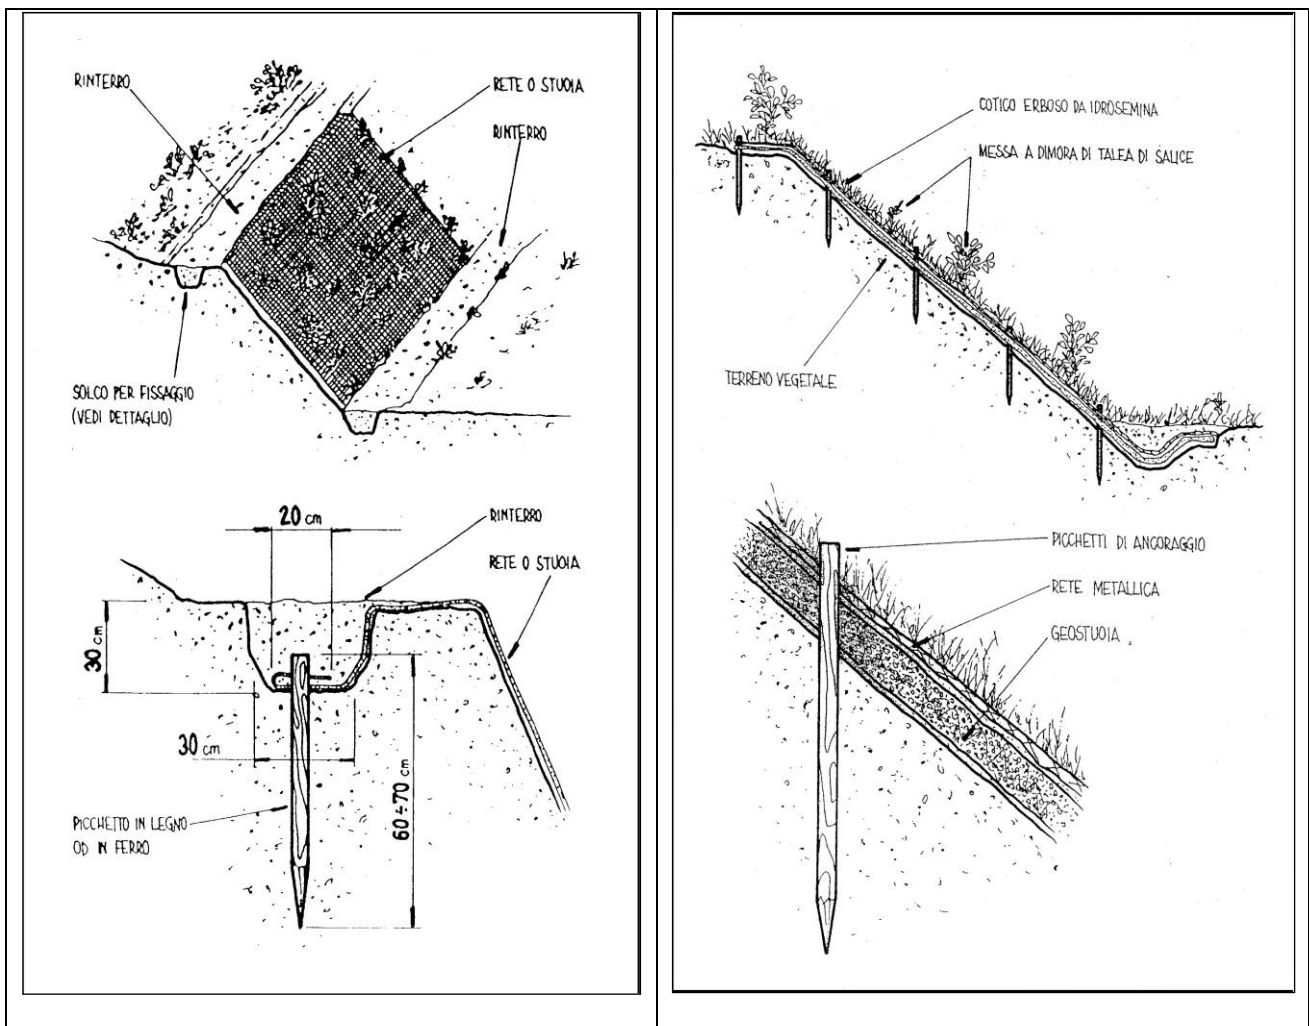 RINTERRO
RETE O STUOIA
RINTERRO
SOLCO PER FISSAGGIO
(VEDI DETTAGLIO)
20 cm
RINTERRO
RETE O STUOIA
30 cm
30 cm
60÷70 cm
PICCHETTO IN LEGNO
OD IN FERRO
COTICO ERBOSO DA IDROSEMINA
MESSA A DIMORA DI TALEA DI SALICE
TERRENO VEGETALE
PICCHETTI DI ANCORAGGIO
RETE METALLICA
GEOSTUOIA